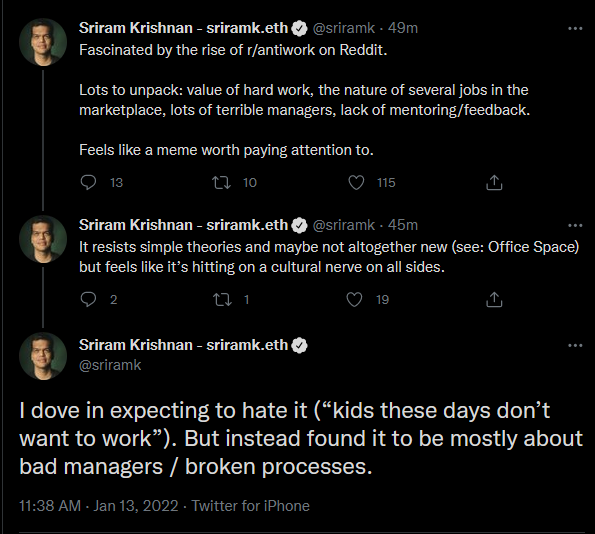 Sriram Krishnan - sriramk.eth @sriramk · 49m
Fascinated by the rise of r/antiwork on Reddit.
Lots to unpack: value of hard work, the nature of several jobs in the
marketplace, lots of terrible managers, lack of mentoring/feedback.
Feels like a meme worth paying attention to.
13 10 115
Sriram Krishnan - sriramk.eth @sriramk · 45m
It resists simple theories and maybe not altogether new (see: Office Space)
but feels like it's hitting on a cultural nerve on all sides.
2 1 19
Sriram Krishnan - sriramk.eth
@sriramk
I dove in expecting to hate it (“kids these days don't
want to work”). But instead found it to be mostly about
bad managers / broken processes.
11:38 AM · Jan 13, 2022 · Twitter for iPhone